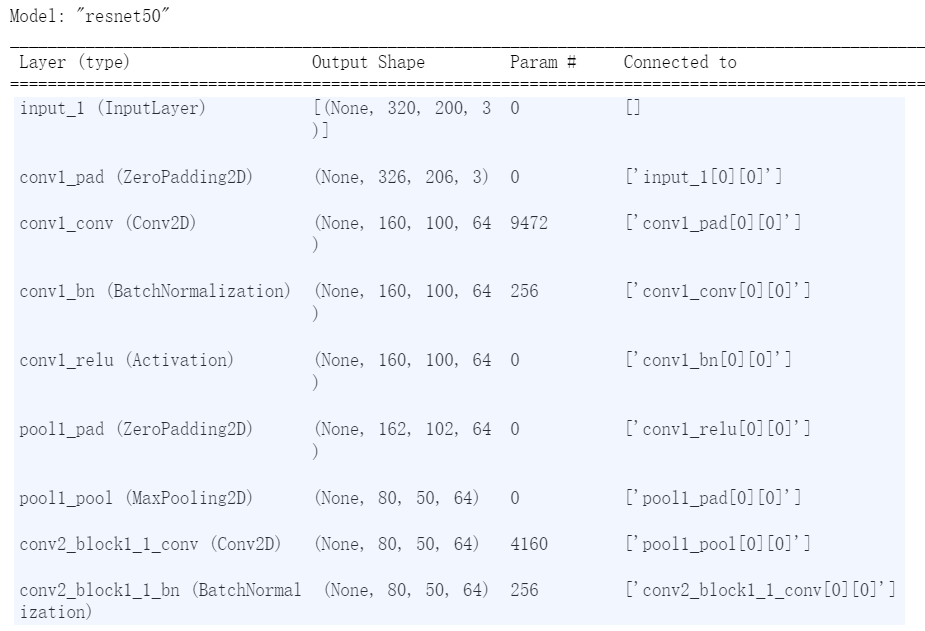 Model: "resnet50"
Layer (type) Output Shape Param # Connected to
input_1 (InputLayer) [(None, 320, 200, 3 0 []
)]
conv1_pad (ZeroPadding2D) (None, 326, 206, 3) 0 ['input_1[0][0]']
conv1_conv (Conv2D) (None, 160, 100, 64 9472 ['conv1_pad[0][0]']
)
conv1_bn (BatchNormalization) (None, 160, 100, 64 256 ['conv1_conv[0][0]']
)
conv1_relu (Activation) (None, 160, 100, 64 0 ['conv1_bn[0][0]']
)
pool1_pad (ZeroPadding2D) (None, 162, 102, 64 0 ['conv1_relu[0][0]']
)
pool1_pool (MaxPooling2D) (None, 80, 50, 64) 0 ['pool1_pad[0][0]']
conv2_block1_1_conv (Conv2D) (None, 80, 50, 64) 4160 ['pool1_pool[0][0]']
conv2_block1_1_bn (BatchNormal (None, 80, 50, 64) 256 ['conv2_block1_1_conv[0][0]']
ization)